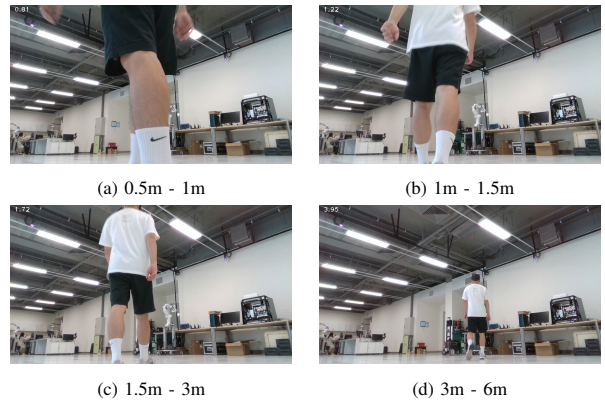 0.81
1.22
(a) 0.5m - 1m
(b) 1m - 1.5m
1.72
3.95
(c) 1.5m - 3m
(d) 3m - 6m